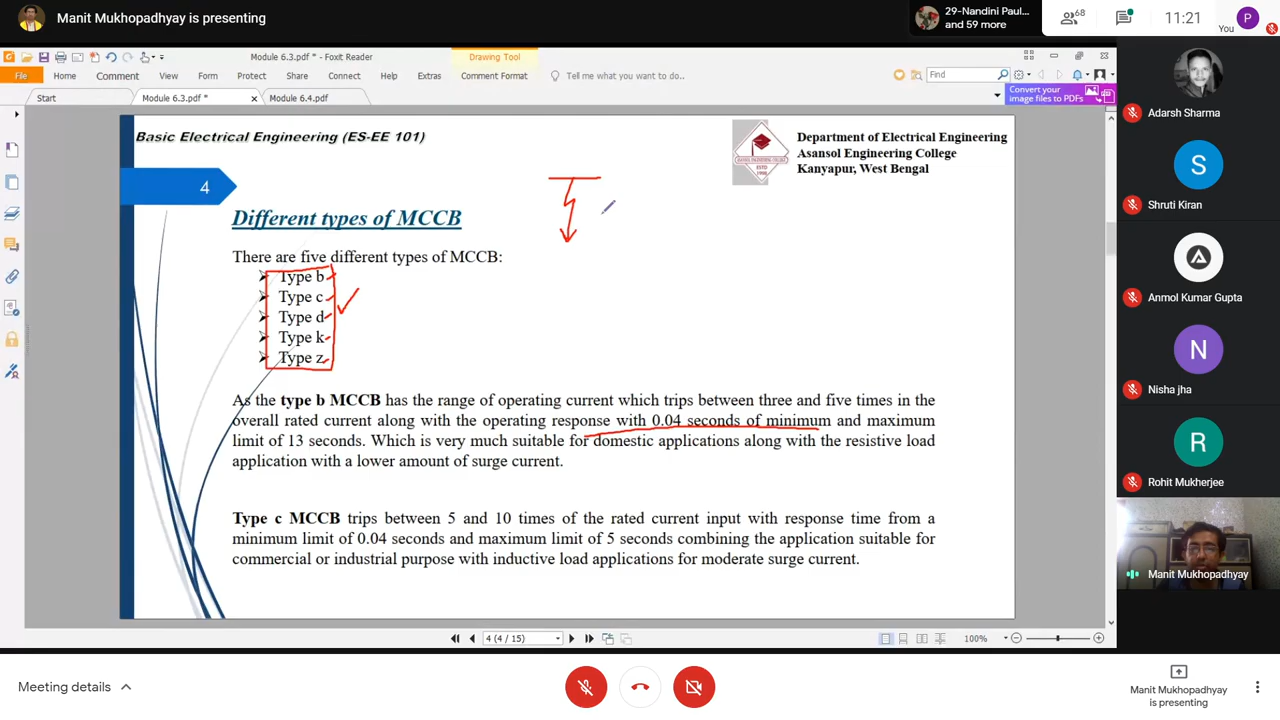 Manit Mukhopadhyay is presenting
29-Nandini Paul...
and 59 more
68
11:21
You
P
Module 6.3.pdf * - Foxit Reader
Drawing Tool
File
Home
Comment
View
Form
Protect
Share
Connect
Help
Extras
Comment Format
Tell me what you want to do...
Find
Start
Module 6.3.pdf *
Module 6.4.pdf
Convert your
image files to PDFs
Basic Electrical Engineering (ES-EE 101)
Department of Electrical Engineering
Asansol Engineering College
Kanyapur, West Bengal
4
Different types of MCCB
There are five different types of MCCB:
Type b
Type c
Type d
Type k
Type z
As the type b MCCB has the range of operating current which trips between three and five times in the
overall rated current along with the operating response with 0.04 seconds of minimum and maximum
limit of 13 seconds. Which is very much suitable for domestic applications along with the resistive load
application with a lower amount of surge current.
Type c MCCB trips between 5 and 10 times of the rated current input with response time from a
minimum limit of 0.04 seconds and maximum limit of 5 seconds combining the application suitable for
commercial or industrial purpose with inductive load applications for moderate surge current.
4 (4 / 15)
100%
Adarsh Sharma
S
Shruti Kiran
Anmol Kumar Gupta
N
Nisha jha
R
Rohit Mukherjee
Manit Mukhopadhyay
Meeting details
Manit Mukhopadhyay
is presenting